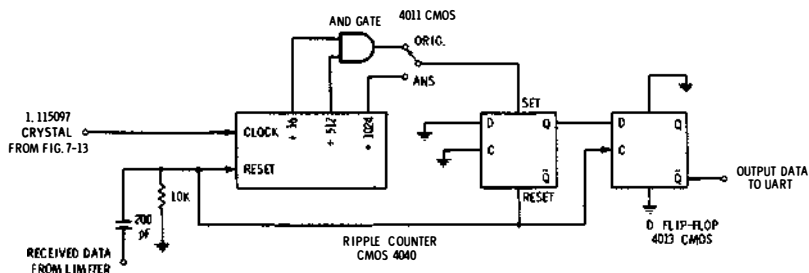 AND GATE
4011 CMOS
ORIG.
ANS
1.115097
CRYSTAL
FROM FIG. 7-13
CLOCK
÷ 16
÷ 512
÷ 1024
RESET
10K
200
pF
RECEIVED DATA
FROM LIMITER
RIPPLE COUNTER
CMOS 4040
SET
D
Q
C
Q̄
RESET
D
Q
C
Q̄
OUTPUT DATA
TO UART
D FLIP-FLOP
4013 CMOS